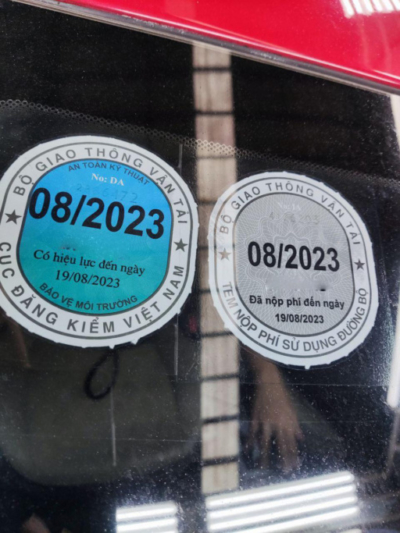 BỘ GIAO THÔNG VẬN TẢI
AN TOÀN KỸ THUẬT
No: DA
08/2023
Có hiệu lực đến ngày
19/08/2023
BẢO VỆ MÔI TRƯỜNG
CỤC ĐĂNG KIỂM VIỆT NAM
BỘ GIAO THÔNG VẬN TẢI
08/2023
Đã nộp phí đến ngày
19/08/2023
TEM NỘP PHÍ SỬ DỤNG ĐƯỜNG BỘ